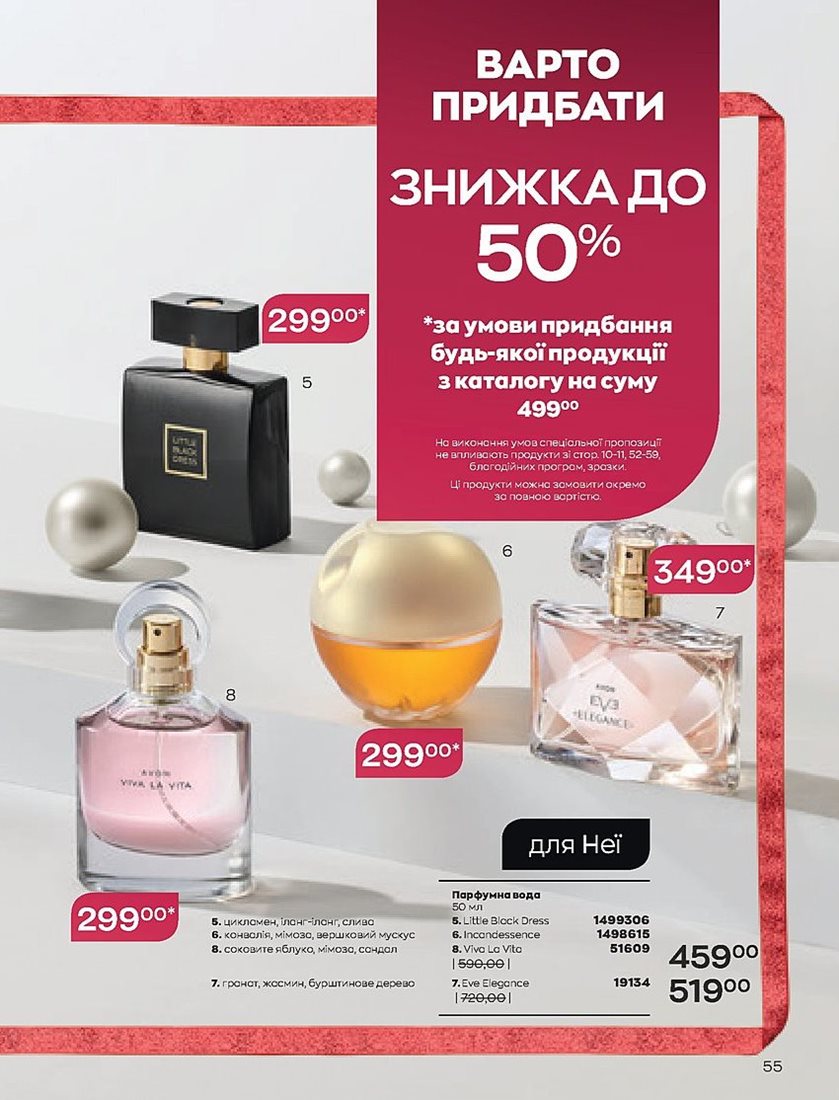 ВАРТО
ПРИДБАТИ
ЗНИЖКА ДО
50%
*за умови придбання
будь-якої продукції
з каталогу на суму
499⁰⁰
На виконання умов спеціальної пропозиції
не впливають продукти зі стор. 10-11, 52-59,
благодійних програм, зразки.
Ці продукти можна замовити окремо
за повною вартістю.
299⁰⁰*
5
LITTLE
BLACK
DRESS
6
349⁰⁰*
7
AVON
EVE
ELEGANCE
8
299⁰⁰*
AVON
VIVA LA VITA
для Неї
299⁰⁰*
5. цикламен, іланг-іланг, слива
6. конвалія, мімоза, вершковий мускус
8. соковите яблуко, мімоза, сандал
7. гранат, жасмин, бурштинове дерево
Парфумна вода
50 мл
5. Little Black Dress 1499306
6. Incandessence 1498615
8. Viva La Vita 51609
| 590,00 | 459⁰⁰
7. Eve Elegance 19134
| 720,00 | 519⁰⁰
55